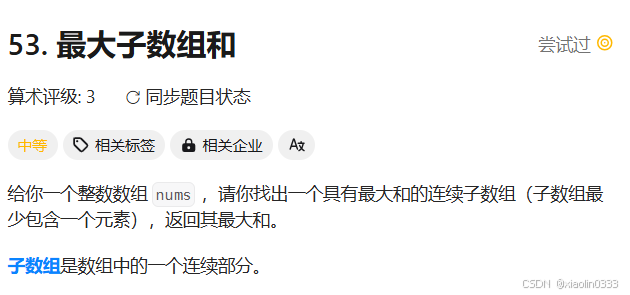 53. 最大子数组和
尝试过
算术评级: 3 同步题目状态
中等 相关标签 相关企业 Aあ
给你一个整数数组 nums ，请你找出一个具有最大和的连续子数组（子数组最
少包含一个元素），返回其最大和。
子数组是数组中的一个连续部分。
CSDN @xiaolin0333